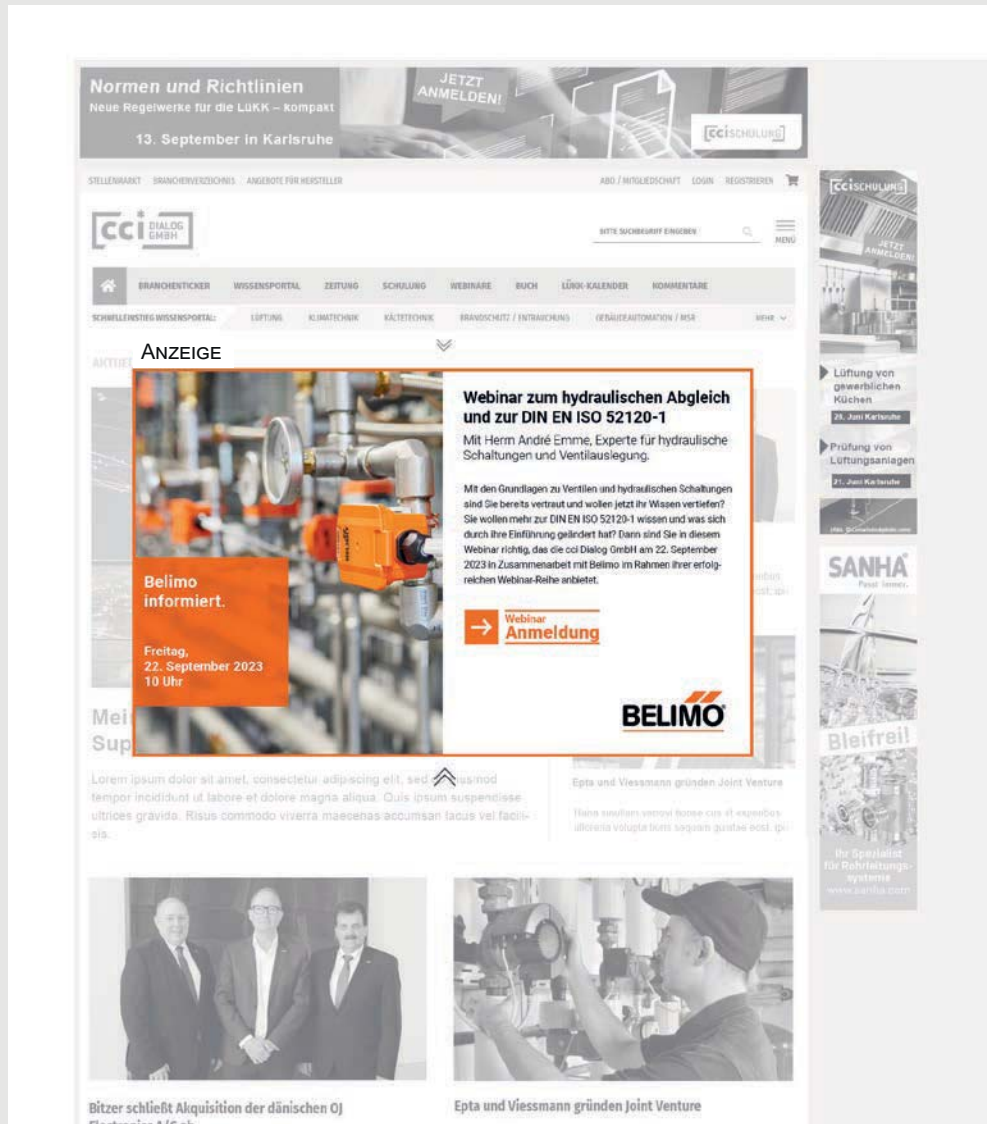 Normen und Richtlinien
Neue Regelwerke für die LüKK – kompakt
13. September in Karlsruhe
JETZT
ANMELDEN!
[cciSCHULUNG]
STELLENMARKT BRANCHENVERZEICHNIS ANGEBOTE FÜR HERSTELLER
ABO / MITGLIEDSCHAFT LOGIN REGISTRIEREN
[cci DIALOG
GMBH]
BITTE SUCHBEGRIFF EINGEBEN
MENÜ
BRANCHENTICKER WISSENSPORTAL ZEITUNG SCHULUNG WEBINARE BUCH LÜKK-KALENDER KOMMENTARE
SCHNELLEINSTIEG WISSENSPORTAL: LÜFTUNG KLIMATECHNIK KÄLTETECHNIK BRANDSCHUTZ / ENTRAUCHUNG GEBÄUDEAUTOMATION / MSR MEHR
ANZEIGE
Belimo
informiert.
Freitag,
22. September 2023
10 Uhr
Webinar zum hydraulischen Abgleich
und zur DIN EN ISO 52120-1
Mit Herrn André Emme, Experte für hydraulische
Schaltungen und Ventilauslegung.
Mit den Grundlagen zu Ventilen und hydraulischen Schaltungen
sind Sie bereits vertraut und wollen jetzt ihr Wissen vertiefen?
Sie wollen mehr zur DIN EN ISO 52120-1 wissen und was sich
durch ihre Einführung geändert hat? Dann sind Sie in diesem
Webinar richtig, das die cci Dialog GmbH am 22. September
2023 in Zusammenarbeit mit Belimo im Rahmen ihrer erfolg-
reichen Webinar-Reihe anbietet.
Webinar
Anmeldung
BELIMO
Lorem ipsum dolor sit amet, consectetur adipiscing elit, sed
tempor incididunt ut labore et dolore magna aliqua. Quis ipsum suspendisse
ultrices gravida. Risus commodo viverra maecenas accumsan lacus vel facili-
sis.
Epta und Viessmann gründen Joint Venture
Bitzer schließt Akquisition der dänischen OJ
Epta und Viessmann gründen Joint Venture
[cciSCHULUNG]
JETZT
ANMELDEN!
Lüftung von
gewerblichen
Küchen
20. Juni Karlsruhe
Prüfung von
Lüftungsanlagen
21. Juni Karlsruhe
SANHA®
Passt immer.
Bleifrei!
Ihr Spezialist
für Rohrleitungs-
systeme
www.sanha.com